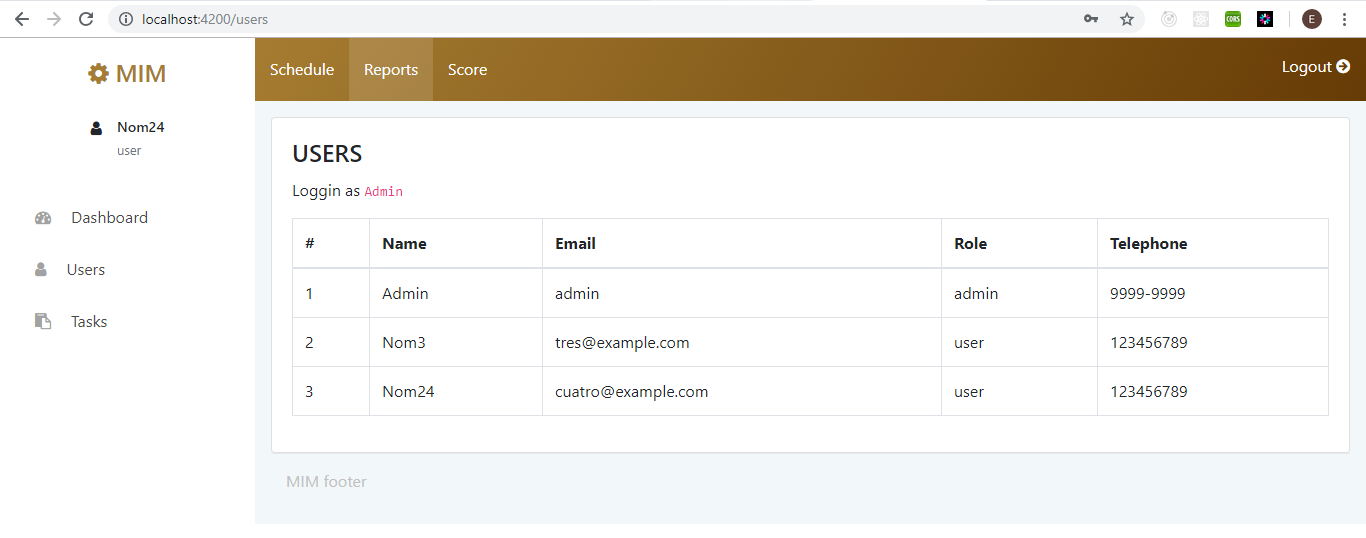 localhost:4200/users
CORS
E
MIM
Nom24
user
Dashboard
Users
Tasks
Schedule Reports Score
Logout
USERS
Loggin as Admin
# Name Email Role Telephone
1 Admin admin admin 9999-9999
2 Nom3 tres@example.com user 123456789
3 Nom24 cuatro@example.com user 123456789
MIM footer